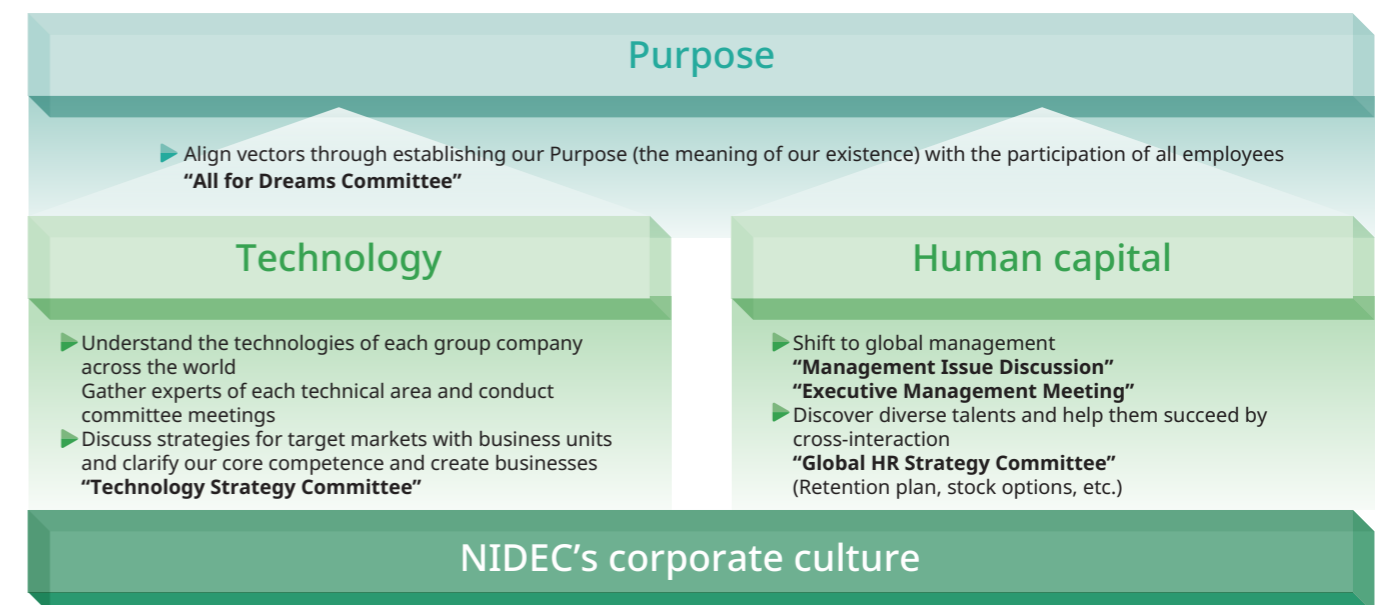 Purpose
Align vectors through establishing our Purpose (the meaning of our existence) with the participation of all employees
“All for Dreams Committee”
Technology
Understand the technologies of each group company
across the world
Gather experts of each technical area and conduct
committee meetings
Discuss strategies for target markets with business units
and clarify our core competence and create businesses
“Technology Strategy Committee”
Human capital
Shift to global management
“Management Issue Discussion”
“Executive Management Meeting”
Discover diverse talents and help them succeed by
cross-interaction
“Global HR Strategy Committee”
(Retention plan, stock options, etc.)
NIDEC’s corporate culture